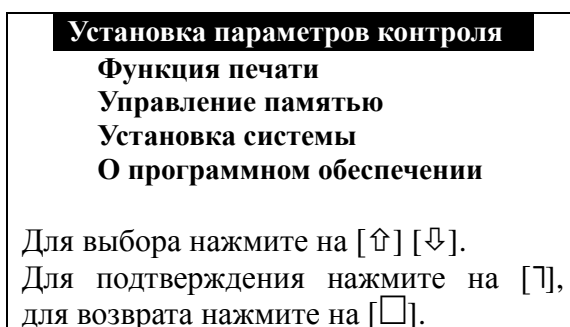 Установка параметров контроля
Функция печати
Управление памятью
Установка системы
О программном обеспечении
Для выбора нажмите на [⇧] [⇩].
Для подтверждения нажмите на [⅂],
для возврата нажмите на [□].